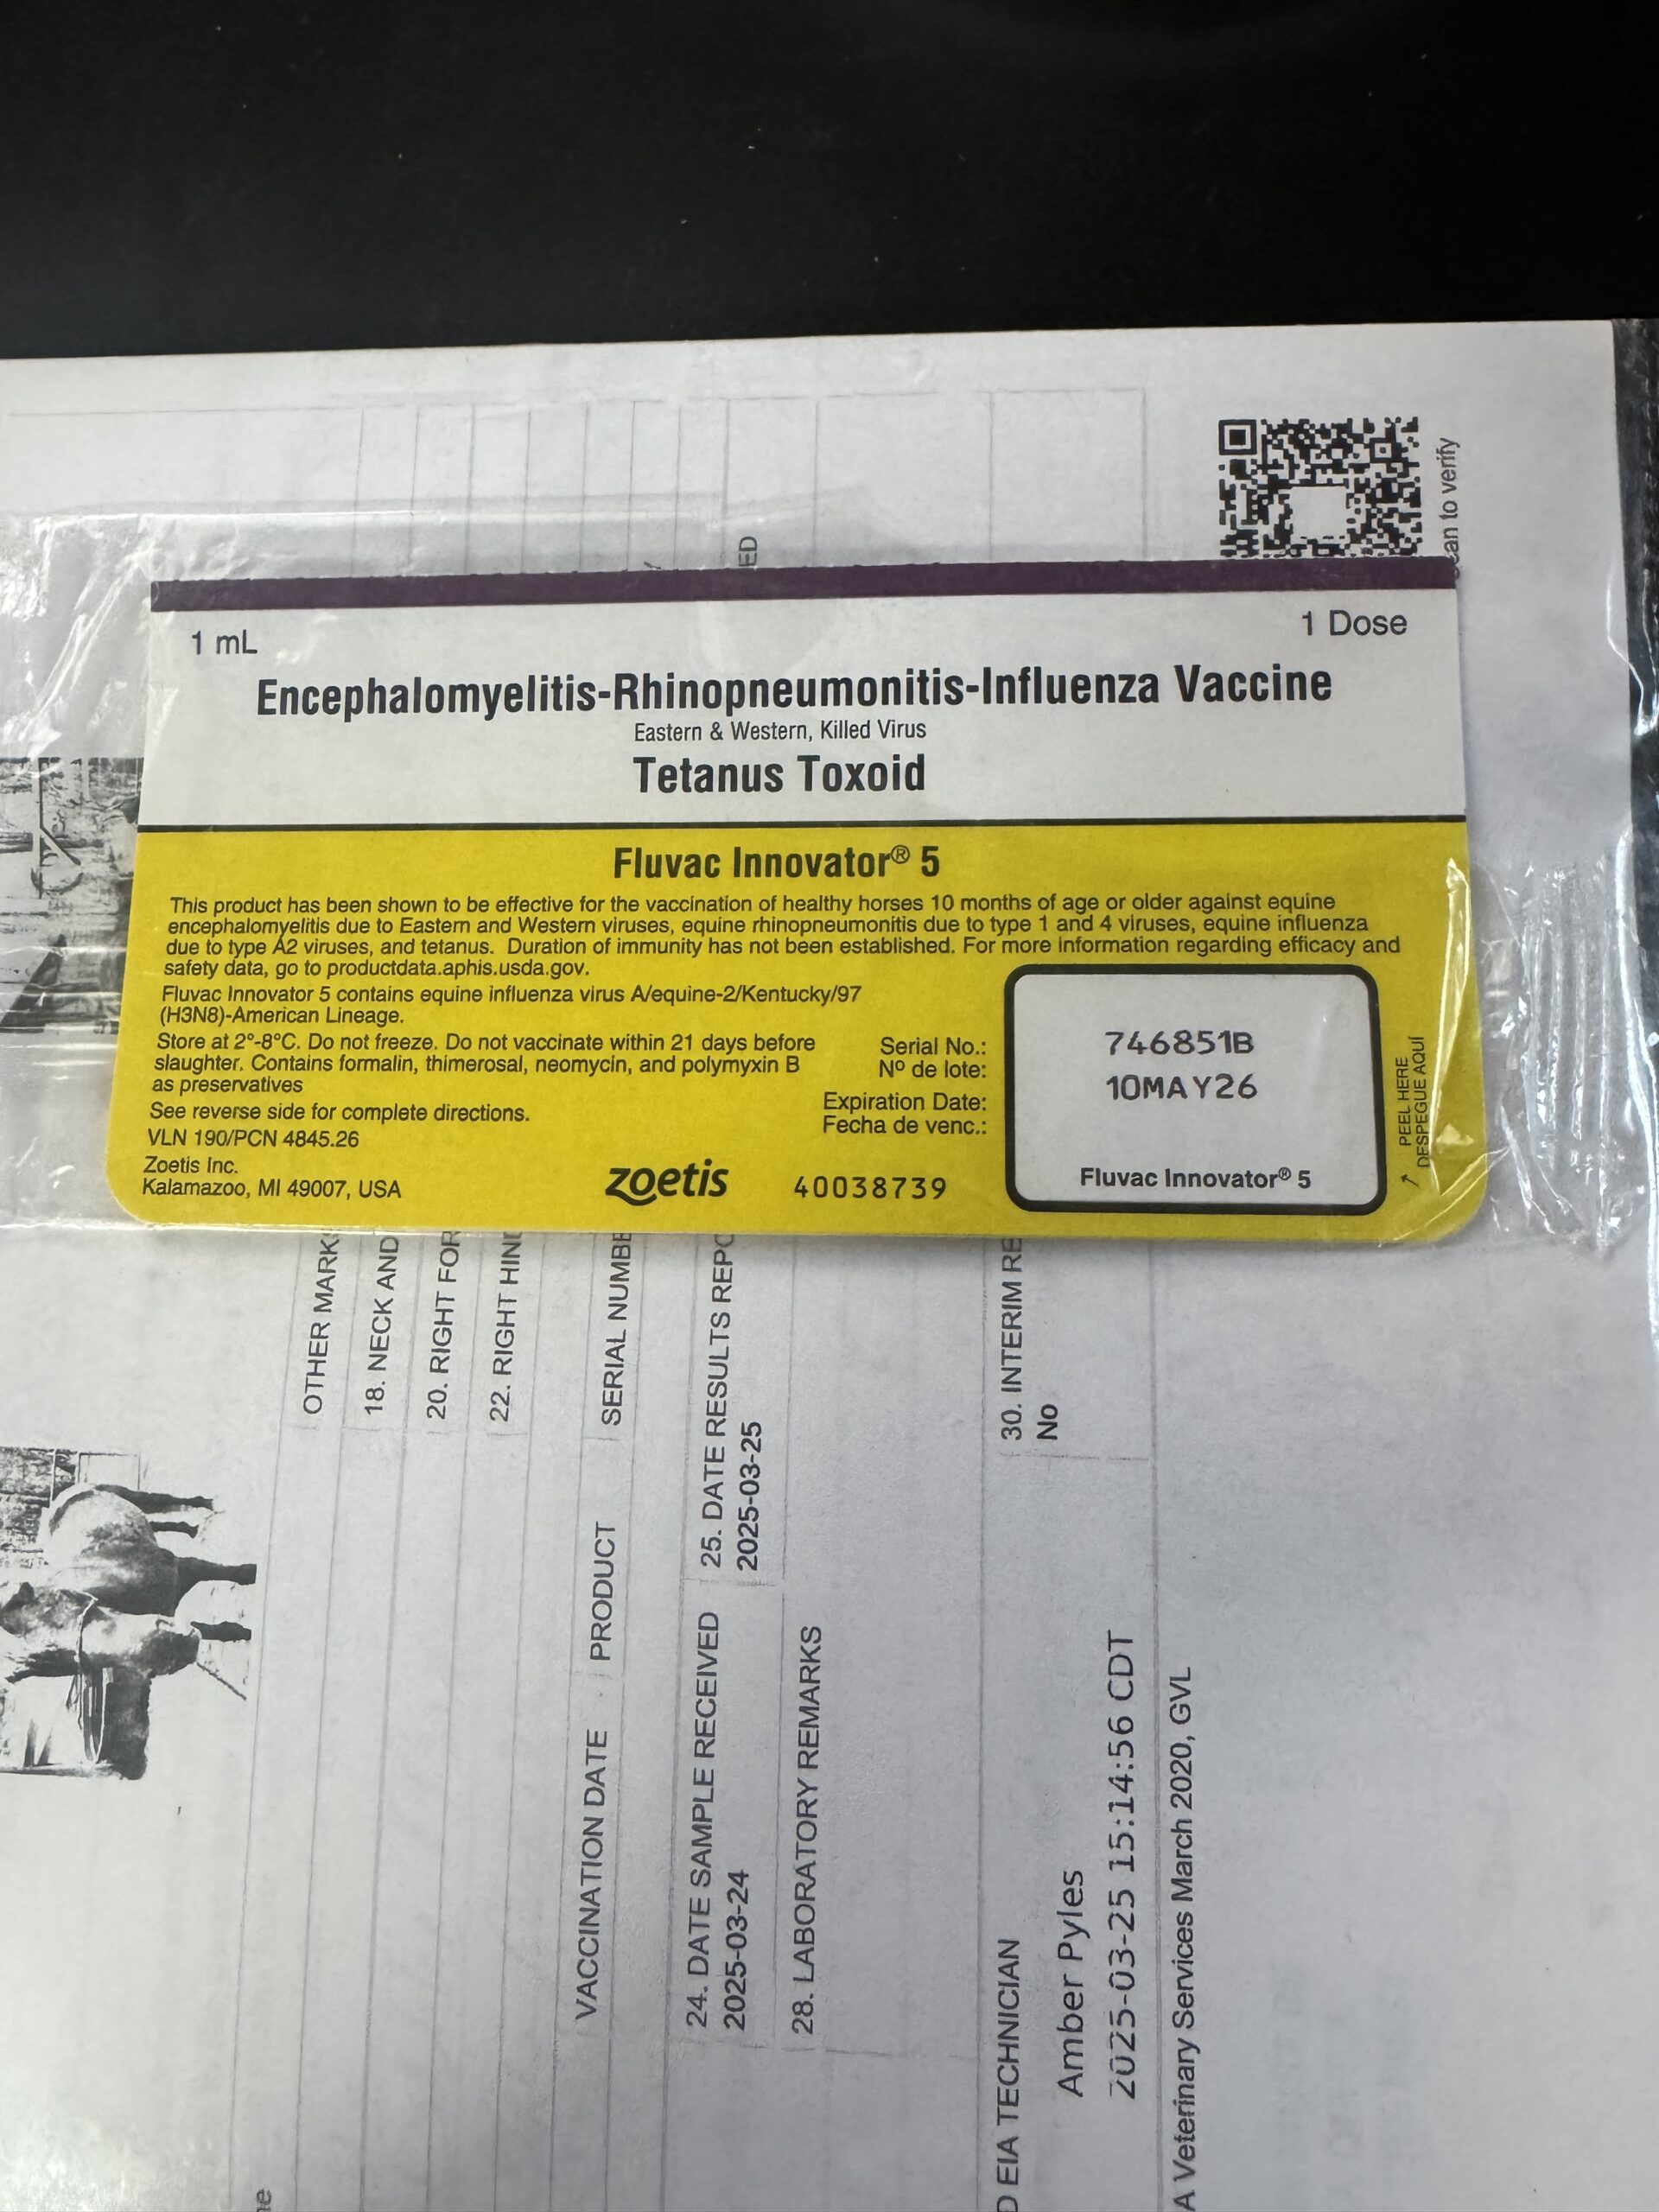 an to verify
ED
1 mL
1 Dose
Encephalomyelitis-Rhinopneumonitis-Influenza Vaccine
Eastern & Western, Killed Virus
Tetanus Toxoid
Fluvac Innovator® 5
This product has been shown to be effective for the vaccination of healthy horses 10 months of age or older against equine
encephalomyelitis due to Eastern and Western viruses, equine rhinopneumonitis due to type 1 and 4 viruses, equine influenza
due to type A2 viruses, and tetanus. Duration of immunity has not been established. For more information regarding efficacy and
safety data, go to productdata.aphis.usda.gov.
Fluvac Innovator 5 contains equine influenza virus A/equine-2/Kentucky/97
(H3N8)-American Lineage.
Store at 2°-8°C. Do not freeze. Do not vaccinate within 21 days before
slaughter. Contains formalin, thimerosal, neomycin, and polymyxin B
as preservatives
See reverse side for complete directions.
VLN 190/PCN 4845.26
Zoetis Inc.
Kalamazoo, MI 49007, USA
zoetis
40038739
Serial No.:
Nº de lote:
Expiration Date:
Fecha de venc.:
746851B
10MAY26
Fluvac Innovator® 5
PEEL HERE
DESPEGUE AQUÍ
OTHER MARK
18. NECK AND
20. RIGHT FOR
22. RIGHT HIN
VACCINATION DATE PRODUCT SERIAL NUMBE
24. DATE SAMPLE RECEIVED
2025-03-24
25. DATE RESULTS REPO
2025-03-25
28. LABORATORY REMARKS
30. INTERIM RE
No
D EIA TECHNICIAN
Amber Pyles
2025-03-25 15:14:56 CDT
A Veterinary Services March 2020, GVL